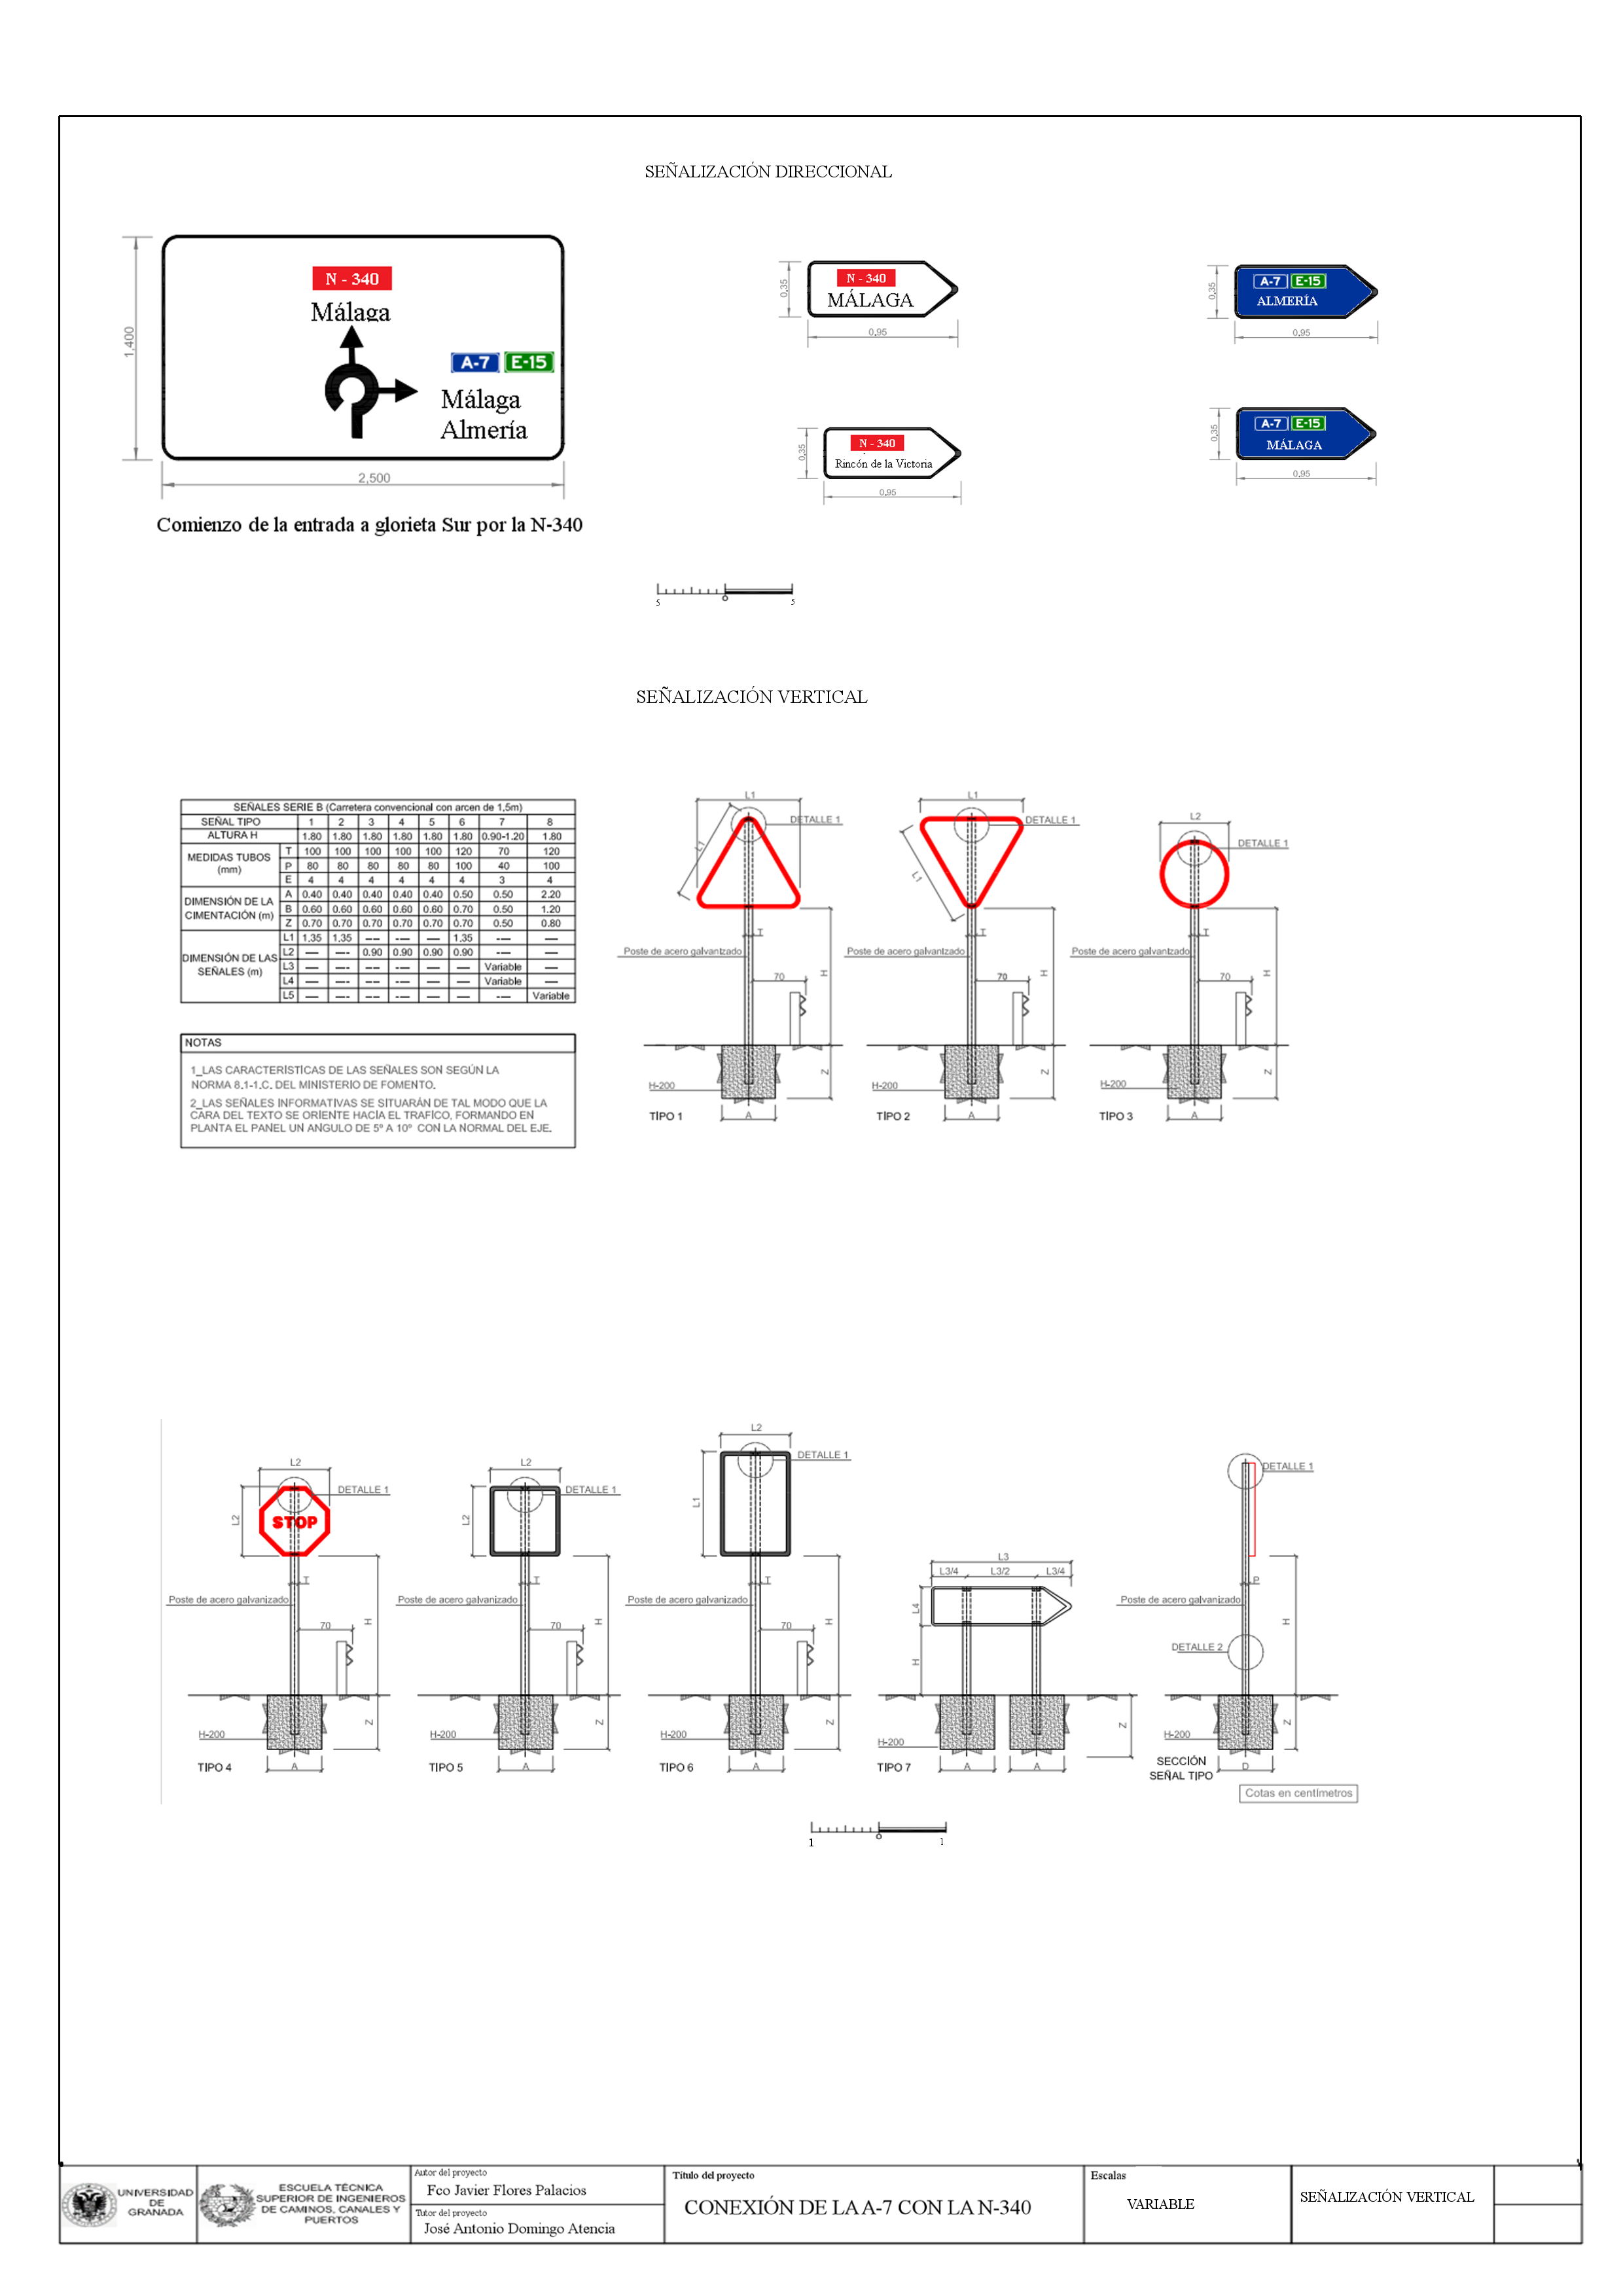 SEÑALIZACIÓN DIRECCIONAL
1,400
N - 340
Málaga
A-7 E-15
Málaga
Almería
2,500
Comienzo de la entrada a glorieta Sur por la N-340
0,35
N - 340
MÁLAGA
0,95
0,35
A-7 E-15
ALMERÍA
0,95
0,35
N - 340
Rincón de la Victoria
0,95
0,35
A-7 E-15
MÁLAGA
0,95
5 0 5
SEÑALIZACIÓN VERTICAL
SEÑALES SERIE B (Carretera convencional con arcen de 1,5m)
SEÑAL TIPO 1 2 3 4 5 6 7 8
ALTURA H 1.80 1.80 1.80 1.80 1.80 1.80 0.90-1.20 1.80
MEDIDAS TUBOS (mm)
T 100 100 100 100 100 120 70 120
P 80 80 80 80 80 100 40 100
E 4 4 4 4 4 4 3 4
DIMENSIÓN DE LA CIMENTACIÓN (m)
A 0.40 0.40 0.40 0.40 0.40 0.50 0.50 2.20
B 0.60 0.60 0.60 0.60 0.60 0.70 0.50 1.20
Z 0.70 0.70 0.70 0.70 0.70 0.70 0.50 0.80
DIMENSIÓN DE LAS SEÑALES (m)
L1 1,35 1,35 — — — 1,35 — —
L2 — — 0.90 0.90 0.90 0.90 — —
L3 — — — — — — Variable —
L4 — — — — — — Variable —
L5 — — — — — — — Variable
NOTAS
1_LAS CARACTERÍSTICAS DE LAS SEÑALES SON SEGÚN LA
NORMA 8.1-1.C. DEL MINISTERIO DE FOMENTO.
2_LAS SEÑALES INFORMATIVAS SE SITUARÁN DE TAL MODO QUE LA
CARA DEL TEXTO SE ORIENTE HACÍA EL TRAFÍCO, FORMANDO EN
PLANTA EL PANEL UN ANGULO DE 5º A 10º CON LA NORMAL DEL EJE.
L1
DETALLE 1
L1
T
Poste de acero galvanizado
70
H
H-200
Z
TIPO 1
A
L1
DETALLE 1
L1
T
Poste de acero galvanizado
70
H
H-200
Z
TIPO 2
A
L2
DETALLE 1
T
Poste de acero galvanizado
70
H
H-200
Z
TIPO 3
A
L2
DETALLE 1
L2
STOP
T
Poste de acero galvanizado
70
H
H-200
Z
TIPO 4
A
L2
DETALLE 1
L2
T
Poste de acero galvanizado
70
H
H-200
Z
TIPO 5
A
L2
DETALLE 1
L1
T
Poste de acero galvanizado
70
H
H-200
Z
TIPO 6
A
L3
L3/4 L3/2 L3/4
L4
H
H-200
Z
TIPO 7
A A
DETALLE 1
P
Poste de acero galvanizado
H
DETALLE 2
H-200
Z
SECCIÓN
SEÑAL TIPO
D
Cotas en centímetros
1 0 1
UNIVERSIDAD
DE
GRANADA
ESCUELA TÉCNICA
SUPERIOR DE INGENIEROS
DE CAMINOS, CANALES Y
PUERTOS
Autor del proyecto
Fco Javier Flores Palacios
Tutor del proyecto
José Antonio Domingo Atencia
Título del proyecto
CONEXIÓN DE LA A-7 CON LA N-340
Escalas
VARIABLE
SEÑALIZACIÓN VERTICAL